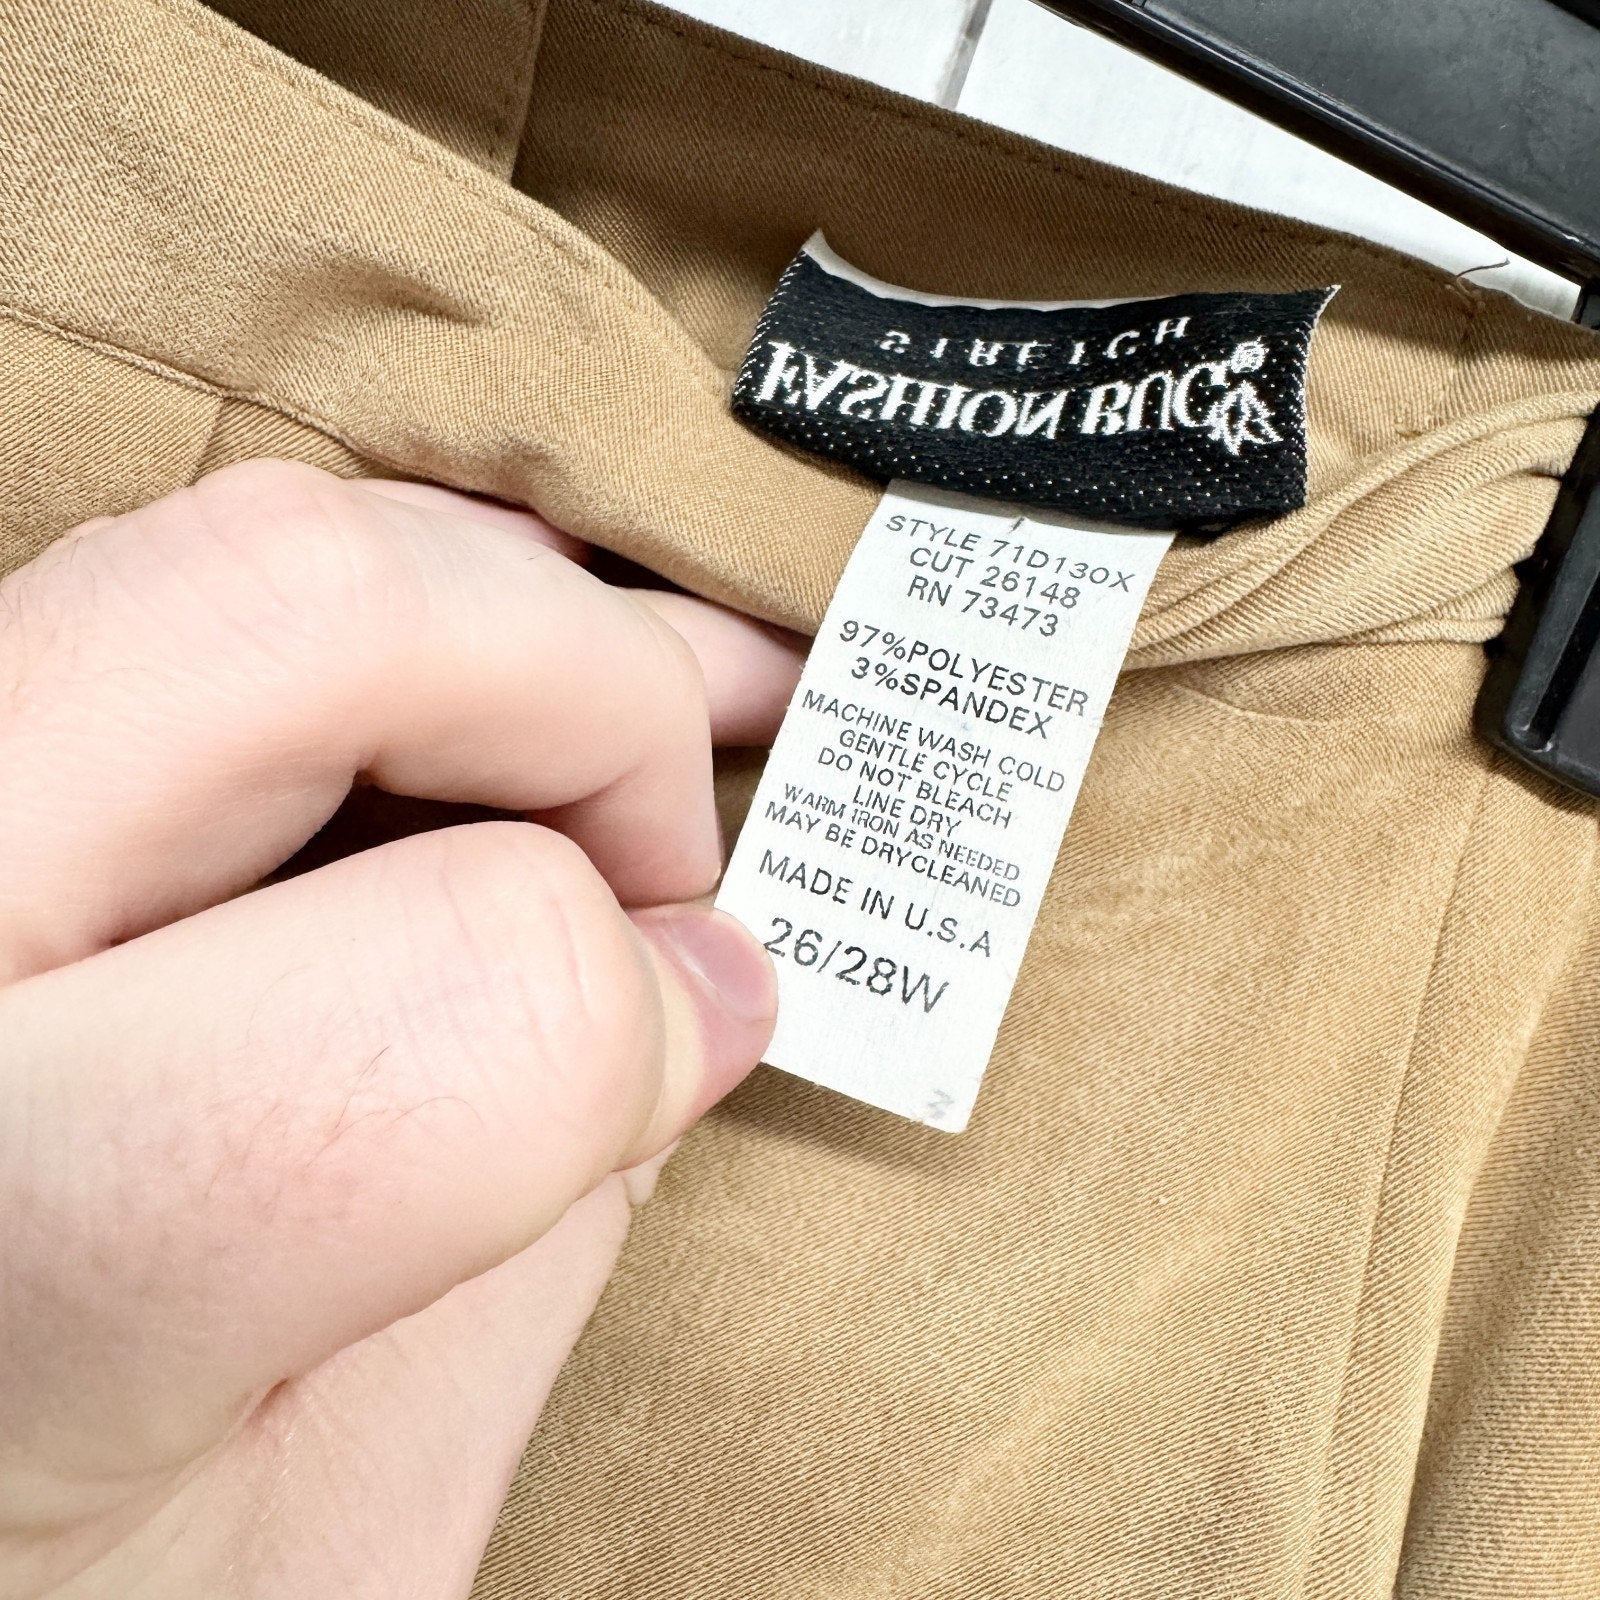 STRETCH
FASHION BUG®
STYLE 71D130X
CUT 26148
RN 73473
97%POLYESTER
3%SPANDEX
MACHINE WASH COLD
GENTLE CYCLE
DO NOT BLEACH
LINE DRY
WARM IRON AS NEEDED
MAY BE DRYCLEANED
MADE IN U.S.A
26/28W